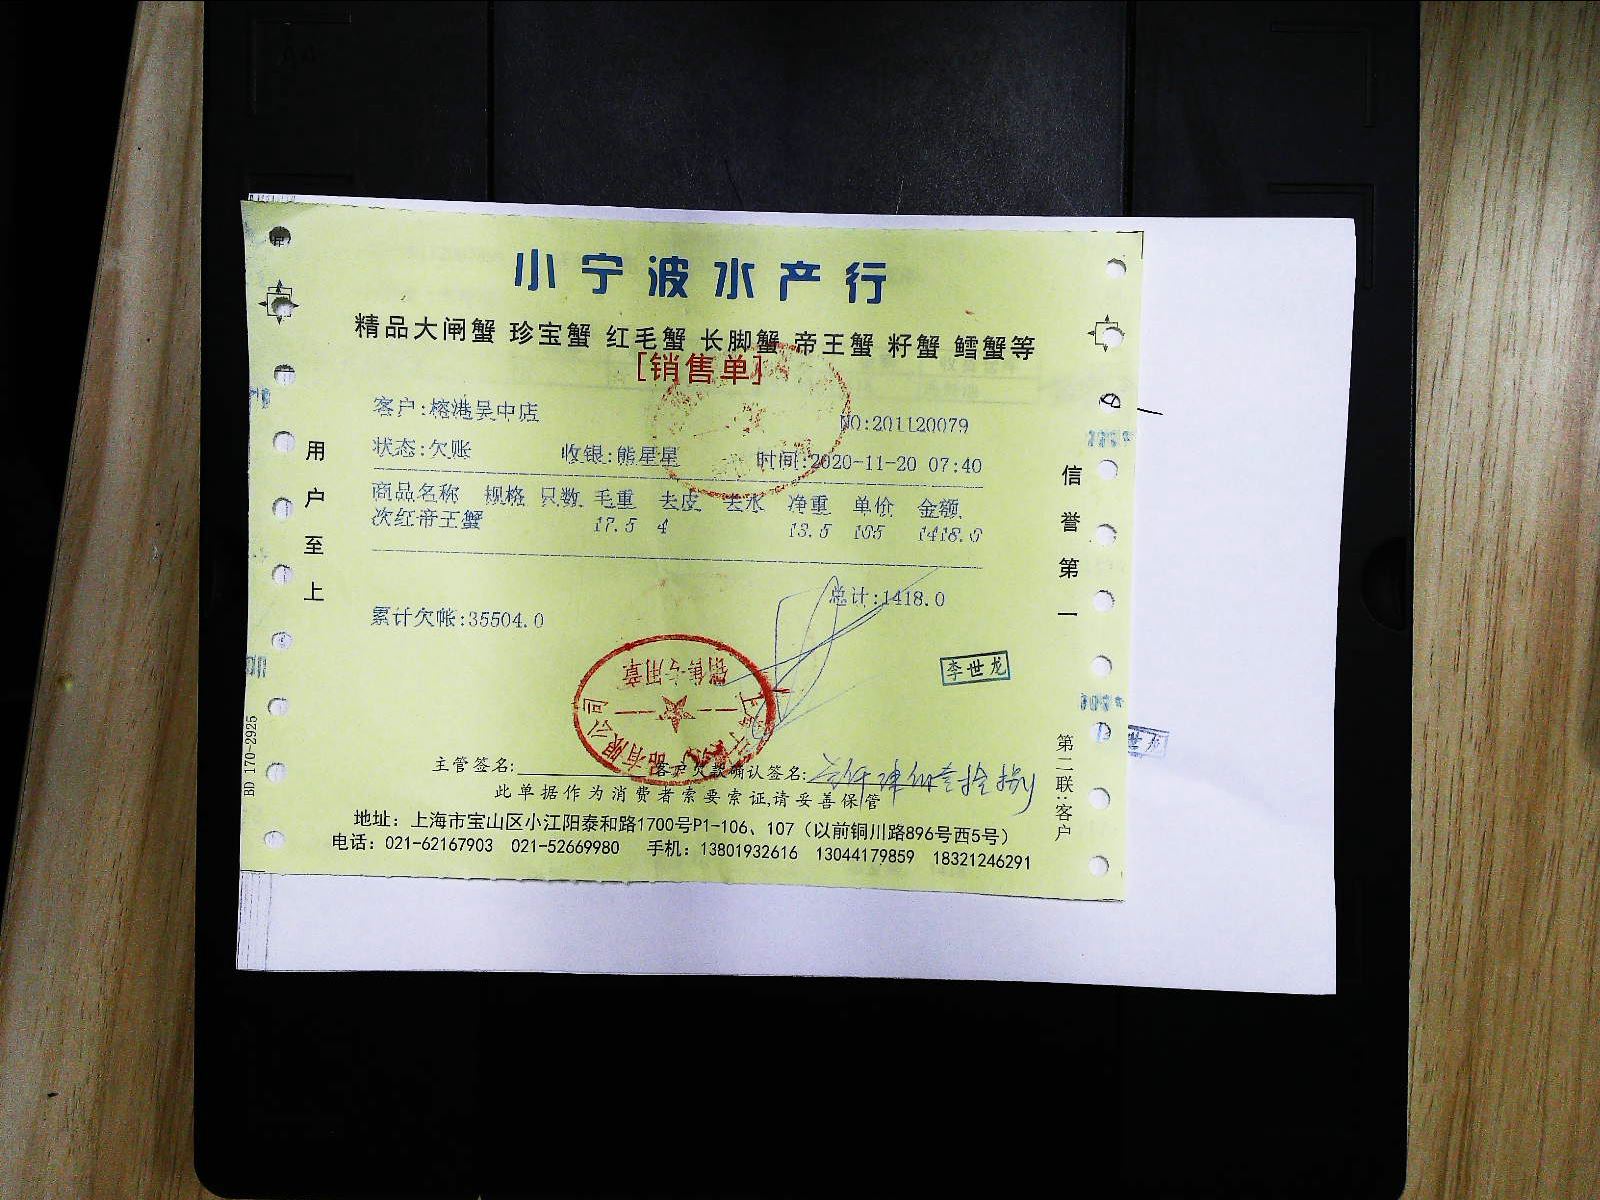 小宁波水产行
精品大闸蟹 珍宝蟹 红毛蟹 长脚蟹 帝王蟹 籽蟹 鳕蟹等
[销售单]
客户:榕港吴中店
NO:201120079
状态:欠账 收银:熊星星 时间:2020-11-20 07:40
商品名称 规格 只数 毛重 去皮 去水 净重 单价 金额
次红帝王蟹 17.5 4 13.5 105 1418.0
总计:1418.0
累计欠帐:35504.0
用户至上
信誉第一
李世龙
销售专用章
主管签名: 客户欠款确认签名:
此单据作为消费者索要索证,请妥善保管
地址：上海市宝山区小江阳泰和路1700号P1-106、107（以前铜川路896号西5号）
电话：021-62167903 021-52669980 手机：13801932616 13044179859 18321246291
第二联:客户
BD 170-2925
世龙